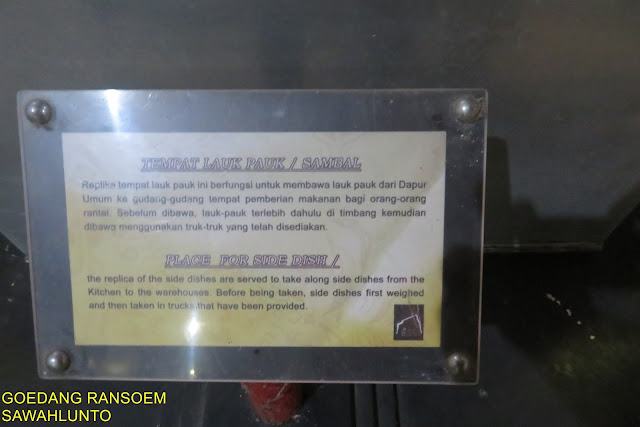 TEMPAT LAUK PAUK / SAMBAL
Replika tempat lauk pauk ini berfungsi untuk membawa lauk pauk dari Dapur
Umum ke gudang-gudang tempat pemberian makanan bagi orang-orang
rantai. Sebelum dibawa, lauk-pauk terlebih dahulu di timbang kemudian
dibawa menggunakan truk-truk yang telah disediakan.
PLACE FOR SIDE DISH /
the replica of the side dishes are served to take along side dishes from the
Kitchen to the warehouses. Before being taken, side dishes first weighed
and then taken in trucks that have been provided.
GOEDANG RANSOEM
SAWAHLUNTO